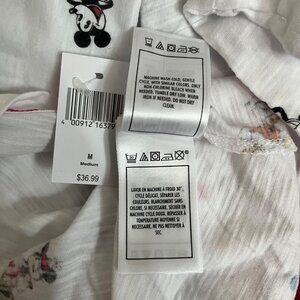 4 00912 16379
M
Medium
$36.99
MACHINE WASH COLD, GENTLE
CYCLE, WITH SIMILAR COLORS. ONLY
NON-CHLORINE BLEACH WHEN
NEEDED. TUMBLE DRY LOW. WARM
IRON IF NEEDED. DO NOT DRY
CLEAN.
LAVER EN MACHINE À FROID 30°,
CYCLE DÉLICAT. SÉPARER LES
COULEURS. BLANCHIMENT SANS
CHLORE, SI NÉCESSAIRE. SÉCHER
EN MACHINE CYCLE DOUX. REPASSER À
TEMPÉRATURE MOYENNE SI
NÉCESSAIRE. NE PAS NETTOYER À
SEC.